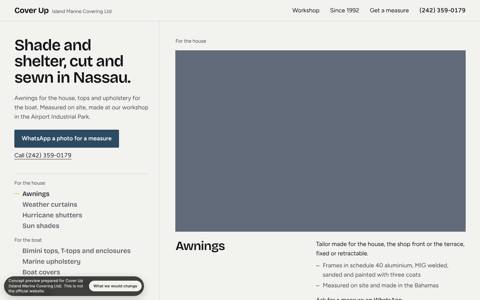 Cover Up Island Marine Covering Ltd
Workshop Since 1992 Get a measure (242) 359-0179
Shade and
shelter, cut and
sewn in Nassau.
Awnings for the house, tops and upholstery for
the boat. Measured on site, made at our workshop
in the Airport Industrial Park.
WhatsApp a photo for a measure
Call (242) 359-0179
For the house
Awnings
Weather curtains
Hurricane shutters
Sun shades
For the boat
Bimini tops, T-tops and enclosures
Marine upholstery
Boat covers
Concept preview prepared for Cover Up
(Island Marine Covering Ltd). This is not
the official website.
What we would change
For the house
Awnings
Tailor made for the house, the shop front or the terrace,
fixed or retractable.
– Frames in schedule 40 aluminium, MIG welded,
sanded and painted with three coats
– Measured on site and made in the Bahamas